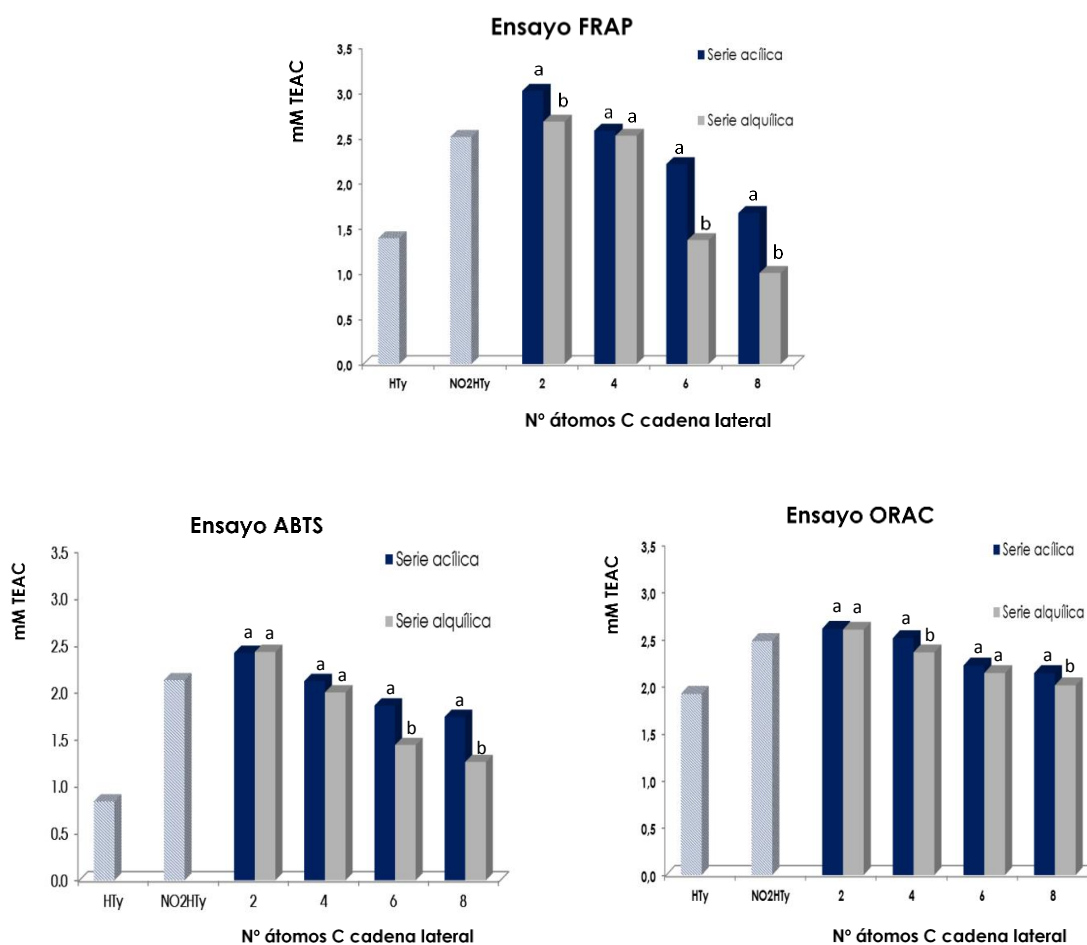 Ensayo FRAP
mM TEAC
3,5
3,0
2,5
2,0
1,5
1,0
0,5
0,0
Serie acílica
Serie alquílica
a
b
a a
a
b
a
b
HTy NO2HTy 2 4 6 8
Nº átomos C cadena lateral
Ensayo ABTS
mM TEAC
3.5
3.0
2.5
2.0
1.5
1.0
0.5
0.0
Serie acílica
Serie alquílica
a a
a
a
a
b
a
b
HTy NO2HTy 2 4 6 8
Nº átomos C cadena lateral
Ensayo ORAC
mM TEAC
3,5
3,0
2,5
2,0
1,5
1,0
0,5
0,0
Serie acílica
Serie alquílica
a a
a
b
a a
a
b
HTy NO2HTy 2 4 6 8
Nº átomos C cadena lateral